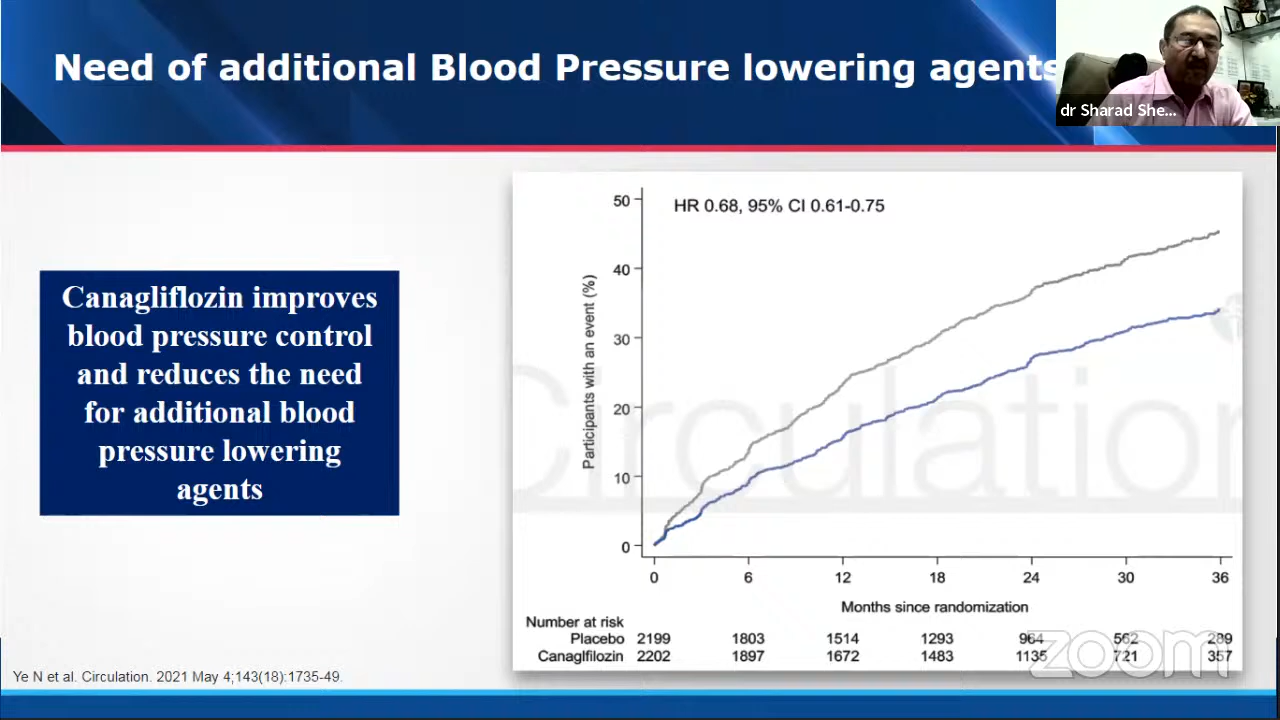 Need of additional Blood Pressure lowering agents
dr Sharad She...
Canagliflozin improves
blood pressure control
and reduces the need
for additional blood
pressure lowering
agents
HR 0.68, 95% CI 0.61-0.75
Participants with an event (%)
50
40
30
20
10
0
0 6 12 18 24 30 36
Months since randomization
Number at risk
Placebo 2199 1803 1514 1293 964 562 289
Canaglfilozin 2202 1897 1672 1483 1135 721 357
Circulation
zoom
Ye N et al. Circulation. 2021 May 4;143(18):1735-49.